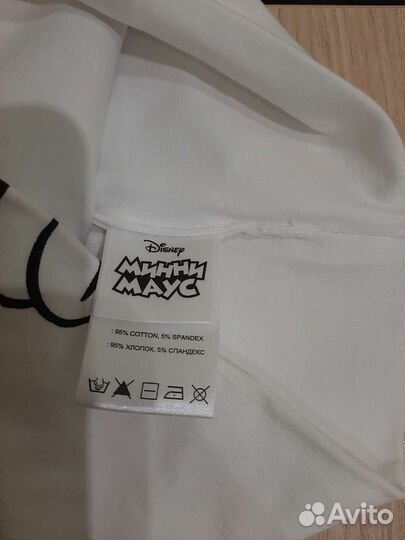 Disney
МИННИ
МАУС
: 95% COTTON, 5% SPANDEX
: 95% ХЛОПОК, 5% СПАНДЕКС
Avito